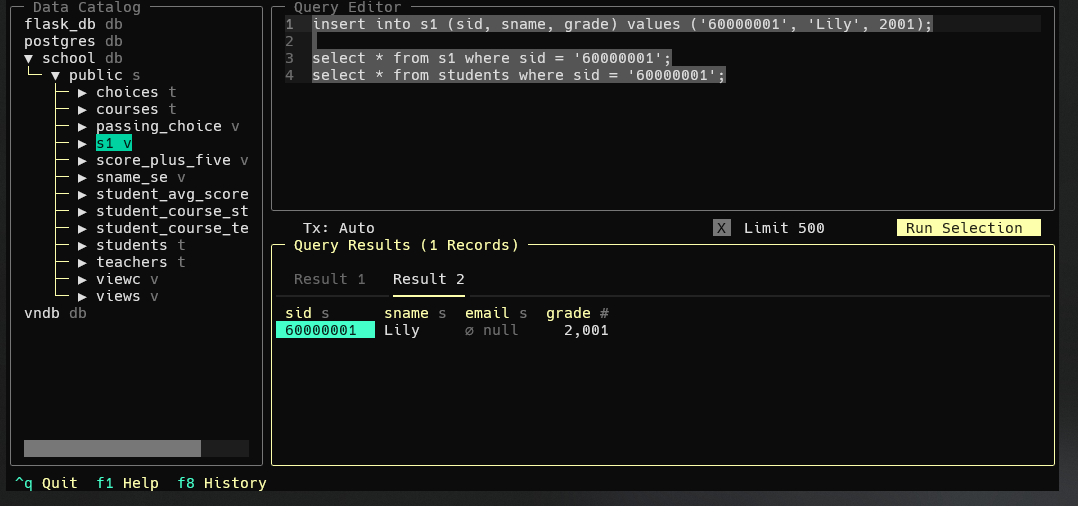 Data Catalog
flask_db db
postgres db
▼ school db
▼ public s
▶ choices t
▶ courses t
▶ passing_choice v
▶ s1 v
▶ score_plus_five v
▶ sname_se v
▶ student_avg_score
▶ student_course_st
▶ student_course_te
▶ students t
▶ teachers t
▶ viewc v
▶ views v
vndb db
Query Editor
1 insert into s1 (sid, sname, grade) values ('60000001', 'Lily', 2001);
2
3 select * from s1 where sid = '60000001';
4 select * from students where sid = '60000001';
Tx: Auto
X Limit 500
Run Selection
Query Results (1 Records)
Result 1 Result 2
sid s sname s email s grade #
60000001 Lily ∅ null 2,001
^q Quit f1 Help f8 History